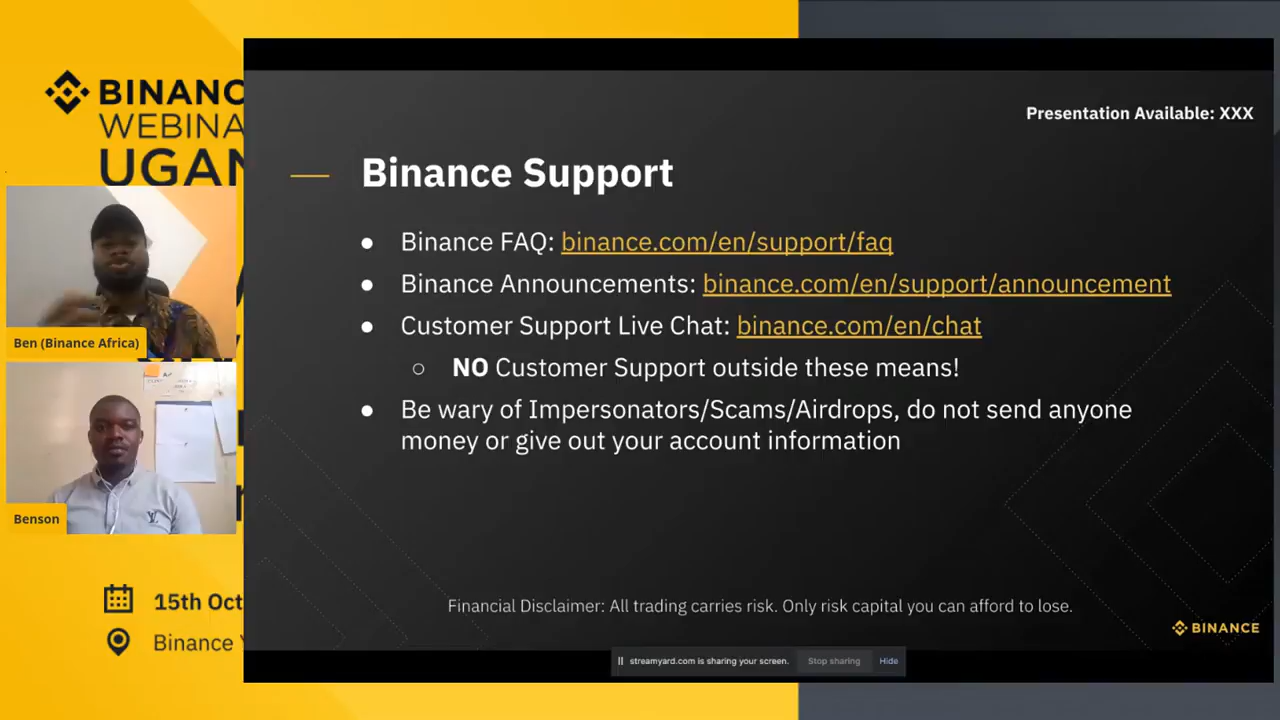 BINANC
WEBINA
UGAN
Ben (Binance Africa)
Benson
15th Oct
Binance
Presentation Available: XXX
Binance Support
● Binance FAQ: binance.com/en/support/faq
● Binance Announcements: binance.com/en/support/announcement
● Customer Support Live Chat: binance.com/en/chat
○ NO Customer Support outside these means!
● Be wary of Impersonators/Scams/Airdrops, do not send anyone
money or give out your account information
Financial Disclaimer: All trading carries risk. Only risk capital you can afford to lose.
BINANCE
streamyard.com is sharing your screen. Stop sharing Hide